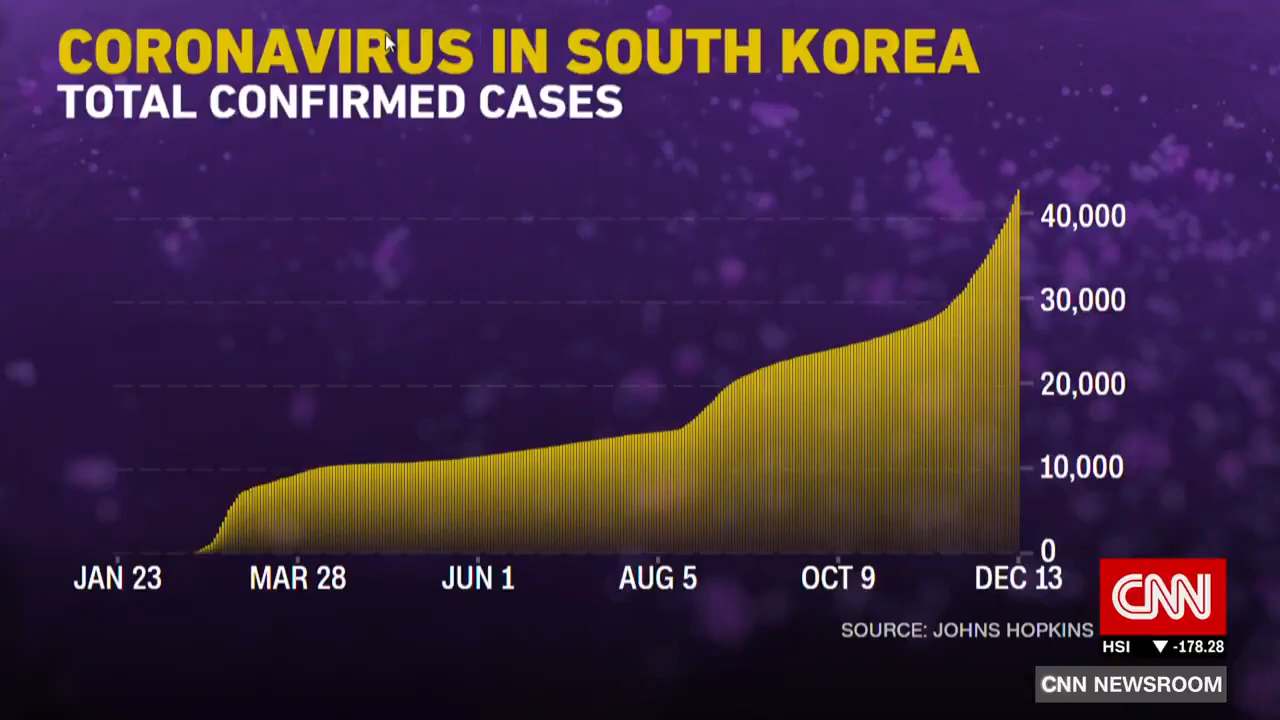 CORONAVIRUS IN SOUTH KOREA
TOTAL CONFIRMED CASES
40,000
30,000
20,000
10,000
0
JAN 23 MAR 28 JUN 1 AUG 5 OCT 9 DEC 13
SOURCE: JOHNS HOPKINS
CNN
HSI ▼ -178.28
CNN NEWSROOM